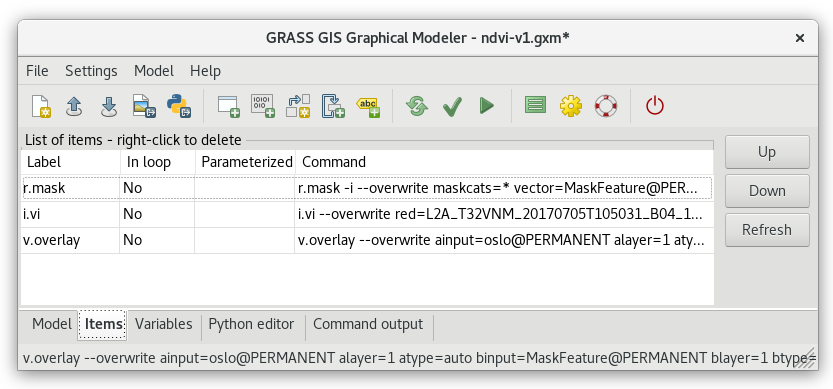 GRASS GIS Graphical Modeler - ndvi-v1.gxm*
File Settings Model Help
List of items - right-click to delete
Label In loop Parameterized Command
r.mask No r.mask -i --overwrite maskcats=* vector=MaskFeature@PER...
i.vi No i.vi --overwrite red=L2A_T32VNM_20170705T105031_B04_1...
v.overlay No v.overlay --overwrite ainput=oslo@PERMANENT alayer=1 aty...
Up
Down
Refresh
Model Items Variables Python editor Command output
v.overlay --overwrite ainput=oslo@PERMANENT alayer=1 atype=auto binput=MaskFeature@PERMANENT blayer=1 btype=